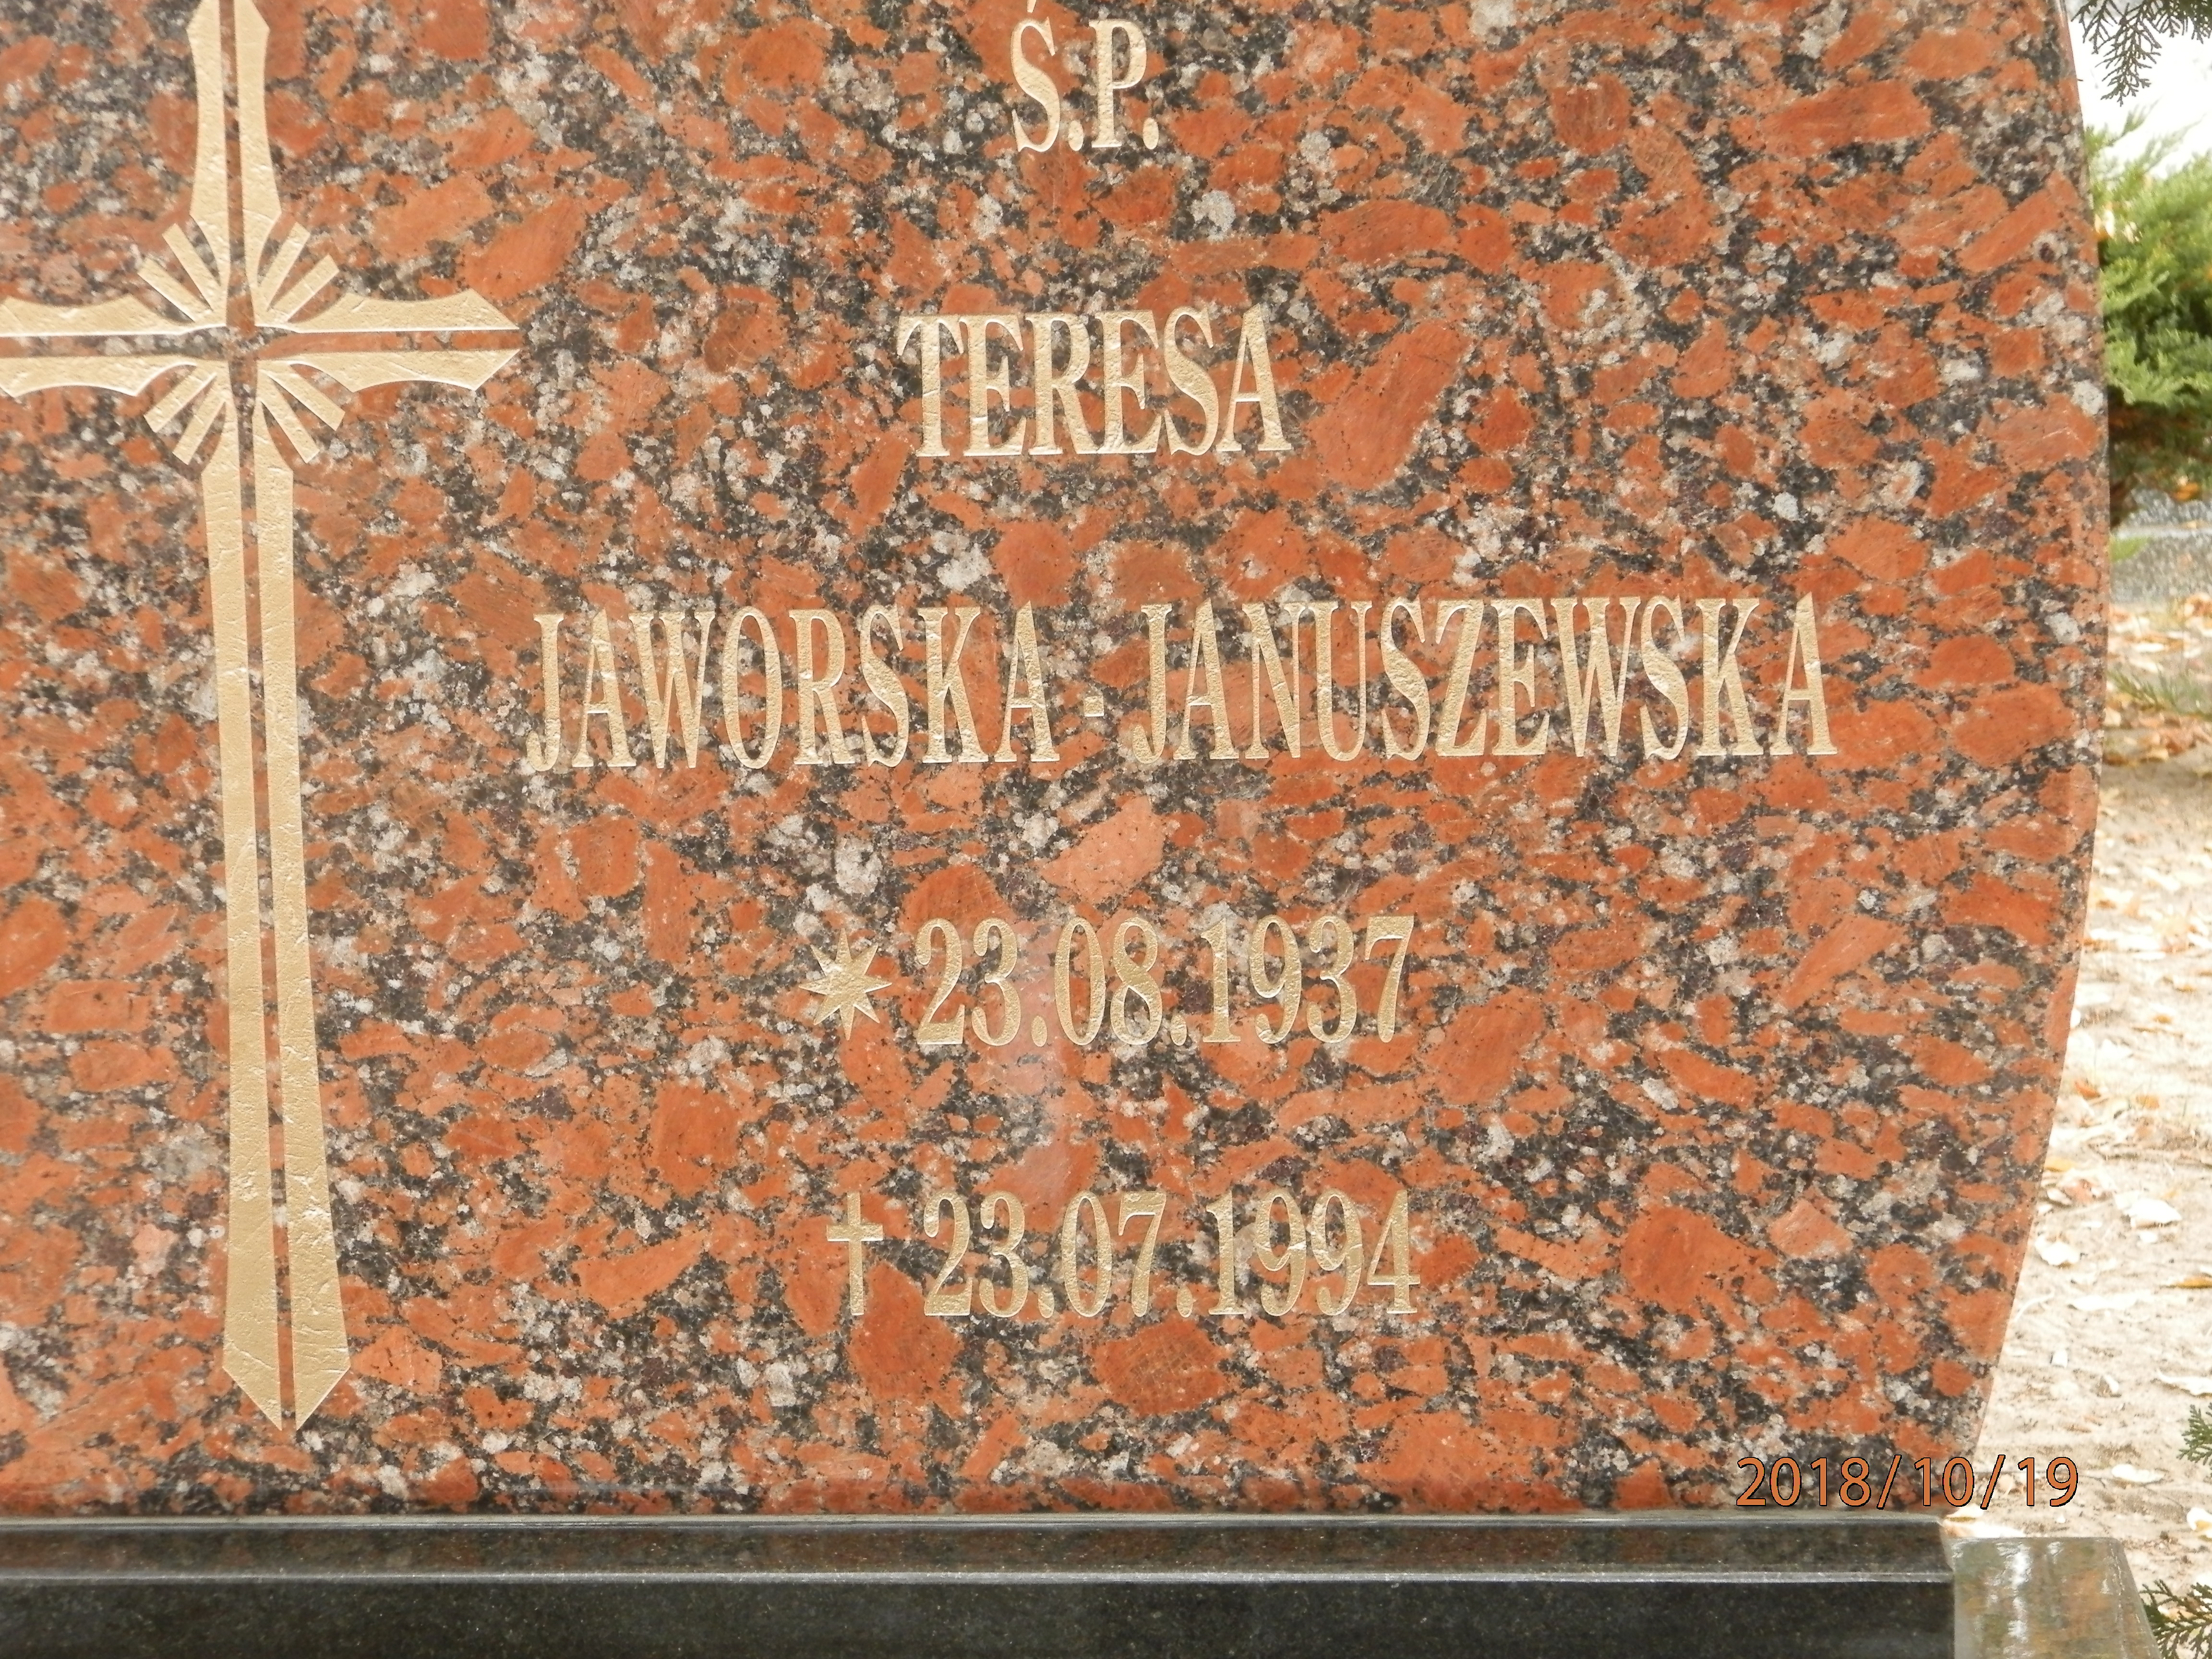 Ś.P.
TERESA
JAWORSKA - JANUSZEWSKA
✶ 23.08.1937
✝ 23.07.1994
2018/10/19